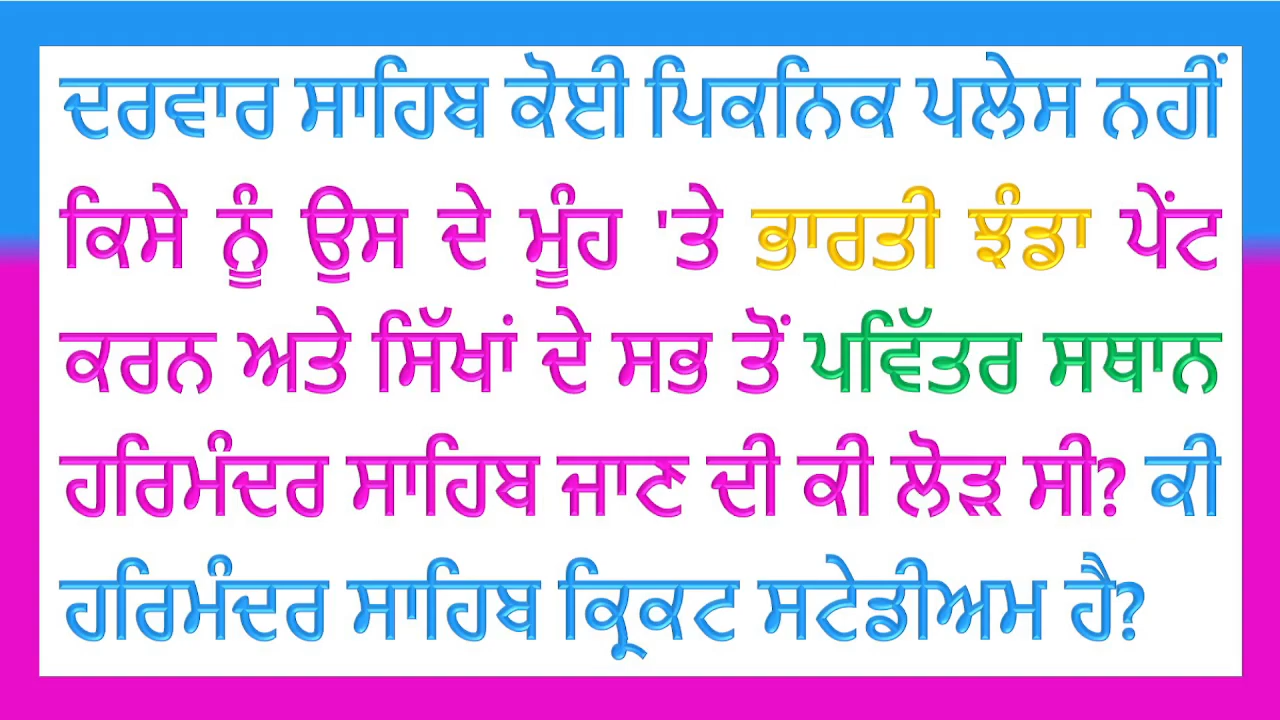 ਦਰਵਾਰ ਸਾਹਿਬ ਕੋਈ ਪਿਕਨਿਕ ਪਲੇਸ ਨਹੀਂ
ਕਿਸੇ ਨੂੰ ਉਸ ਦੇ ਮੂੰਹ 'ਤੇ ਭਾਰਤੀ ਝੰਡਾ ਪੇਂਟ
ਕਰਨ ਅਤੇ ਸਿੱਖਾਂ ਦੇ ਸਭ ਤੋਂ ਪਵਿੱਤਰ ਸਥਾਨ
ਹਰਿਮੰਦਰ ਸਾਹਿਬ ਜਾਣ ਦੀ ਕੀ ਲੋੜ ਸੀ? ਕੀ
ਹਰਿਮੰਦਰ ਸਾਹਿਬ ਕ੍ਰਿਕਟ ਸਟੇਡੀਅਮ ਹੈ?